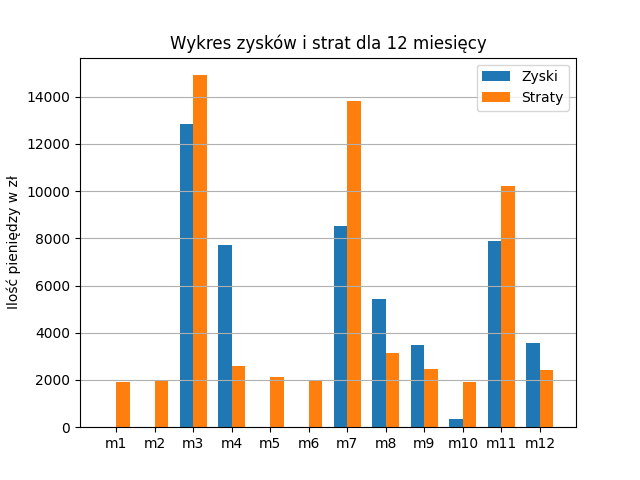 Wykres zysków i strat dla 12 miesięcy
Zyski
Straty
Ilość pieniędzy w zł
14000
12000
10000
8000
6000
4000
2000
0
m1 m2 m3 m4 m5 m6 m7 m8 m9 m10 m11 m12